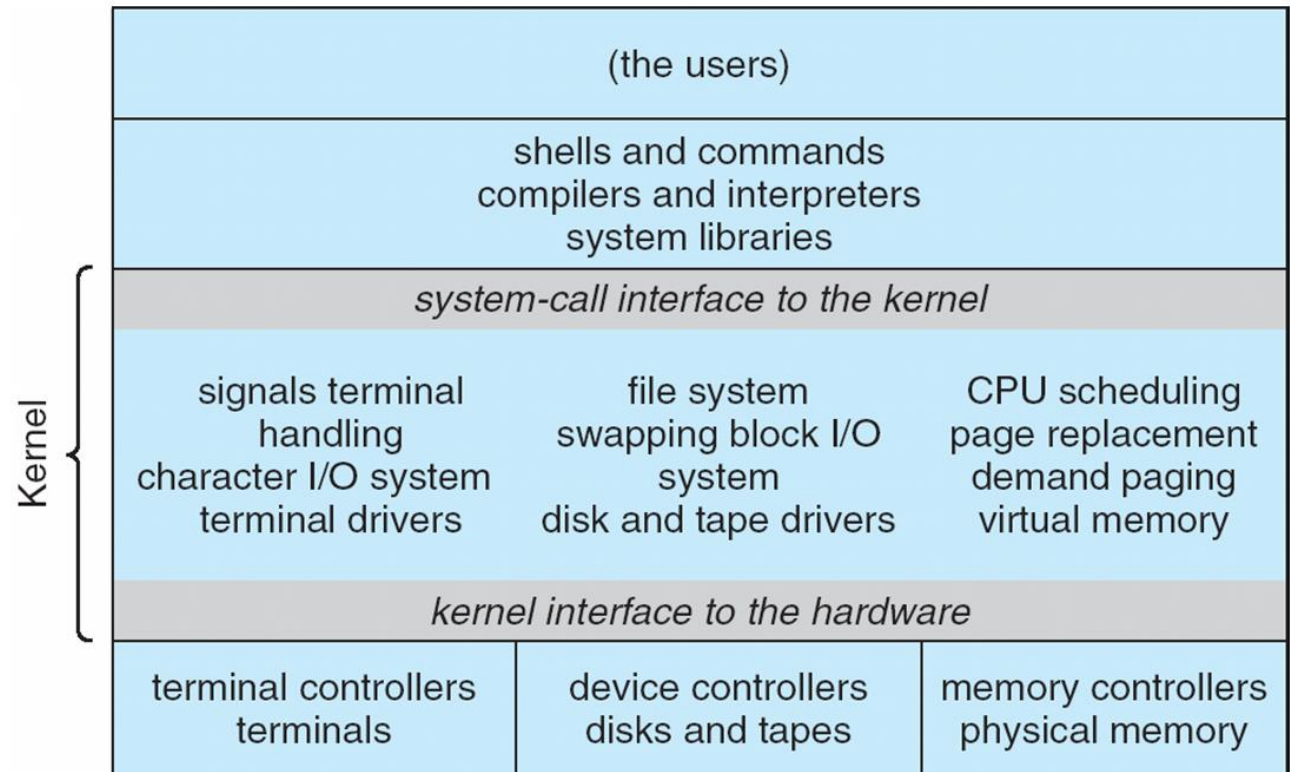 (the users)
shells and commands
compilers and interpreters
system libraries
Kernel
system-call interface to the kernel
signals terminal
handling
character I/O system
terminal drivers
file system
swapping block I/O
system
disk and tape drivers
CPU scheduling
page replacement
demand paging
virtual memory
kernel interface to the hardware
terminal controllers
terminals
device controllers
disks and tapes
memory controllers
physical memory